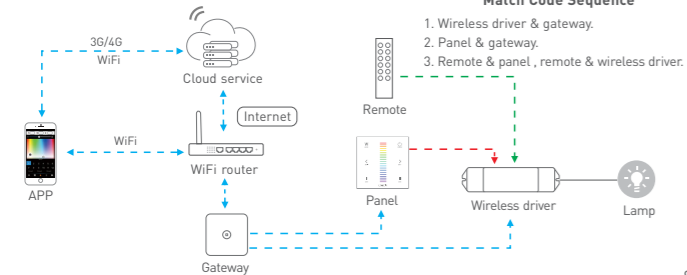 Match Code Sequence
1. Wireless driver & gateway.
2. Panel & gateway.
3. Remote & panel , remote & wireless driver.
3G/4G
WiFi
Cloud service
Internet
Remote
WiFi
WiFi router
APP
Panel
Wireless driver
Lamp
Gateway